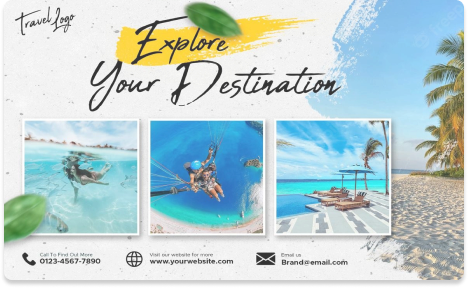 Travel Logo
Explore
Your Destination
Call To Find Out More
0123-4567-7890
Visit our website for more
www.yourwebsite.com
Email us
Brand@email.com